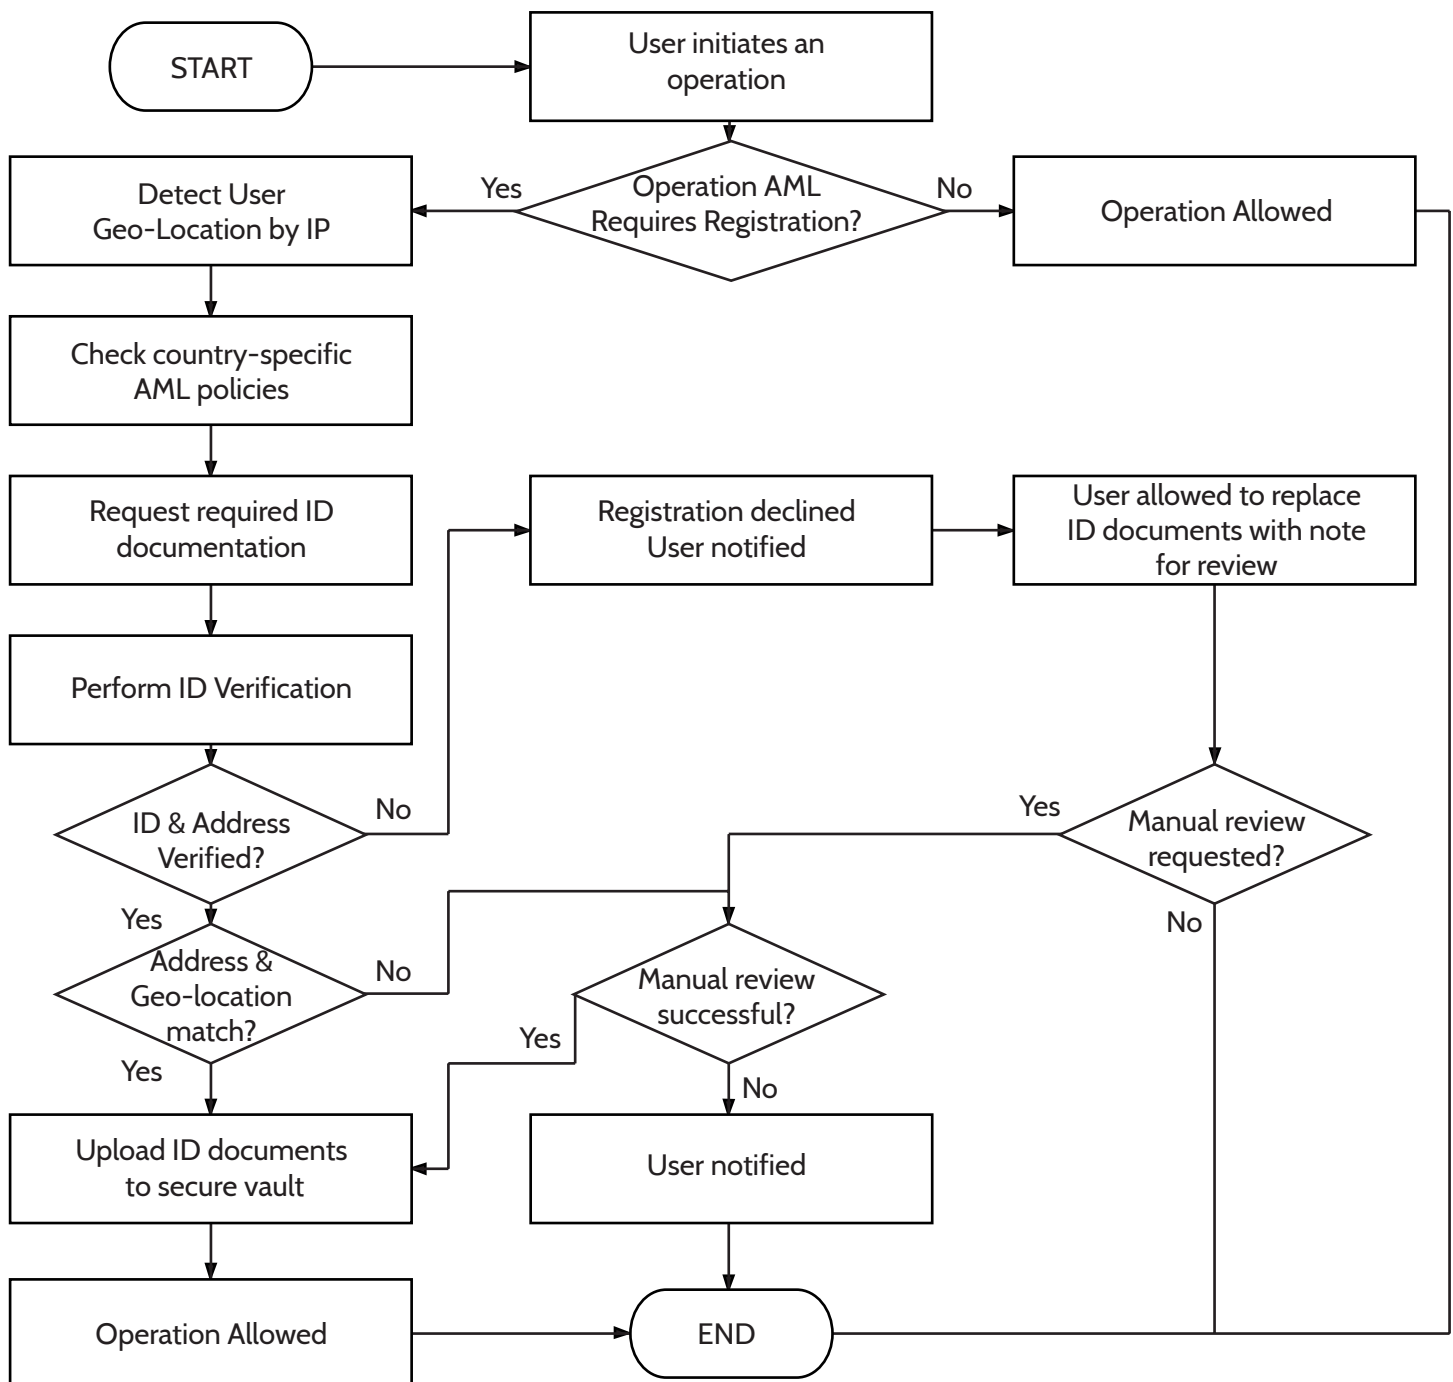 START
User initiates an
operation
Detect User
Geo-Location by IP
Yes
Operation AML
Requires Registration?
No
Operation Allowed
Check country-specific
AML policies
Request required ID
documentation
Registration declined
User notified
User allowed to replace
ID documents with note
for review
Perform ID Verification
ID & Address
Verified?
No
Yes
Manual review
requested?
Yes
No
Address &
Geo-location
match?
No
Manual review
successful?
Yes
Yes
No
Upload ID documents
to secure vault
User notified
Operation Allowed
END